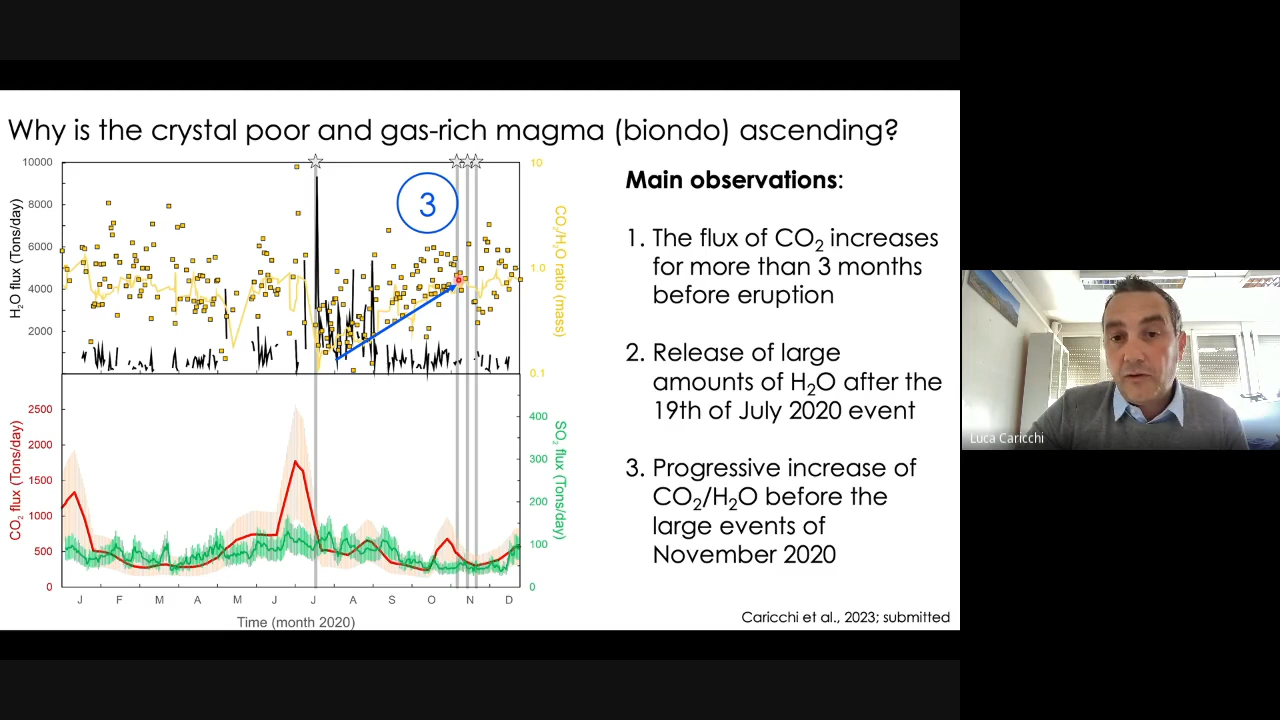 Why is the crystal poor and gas-rich magma (biondo) ascending?
10000
8000
6000
4000
2000
H₂O flux (Tons/day)
3
10
1.0
0.1
CO₂/H₂O ratio (mass)
2500
2000
1500
1000
500
0
CO₂ flux (Tons/day)
400
300
200
100
0
SO₂ flux (Tons/day)
J F M A M J J A S O N D
Time (month 2020)
Main observations:
1. The flux of CO₂ increases
for more than 3 months
before eruption
2. Release of large
amounts of H₂O after the
19th of July 2020 event
3. Progressive increase of
CO₂/H₂O before the
large events of
November 2020
Caricchi et al., 2023; submitted
Luca Caricchi